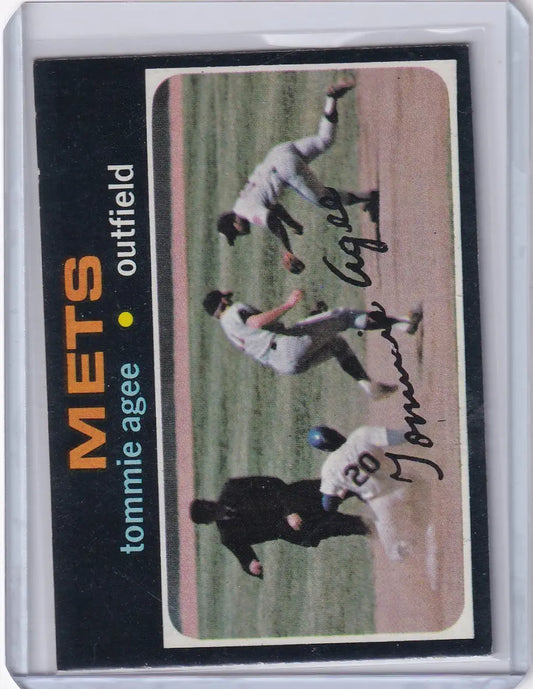 METS
tommie agee • outfield
20
Tommie Agee